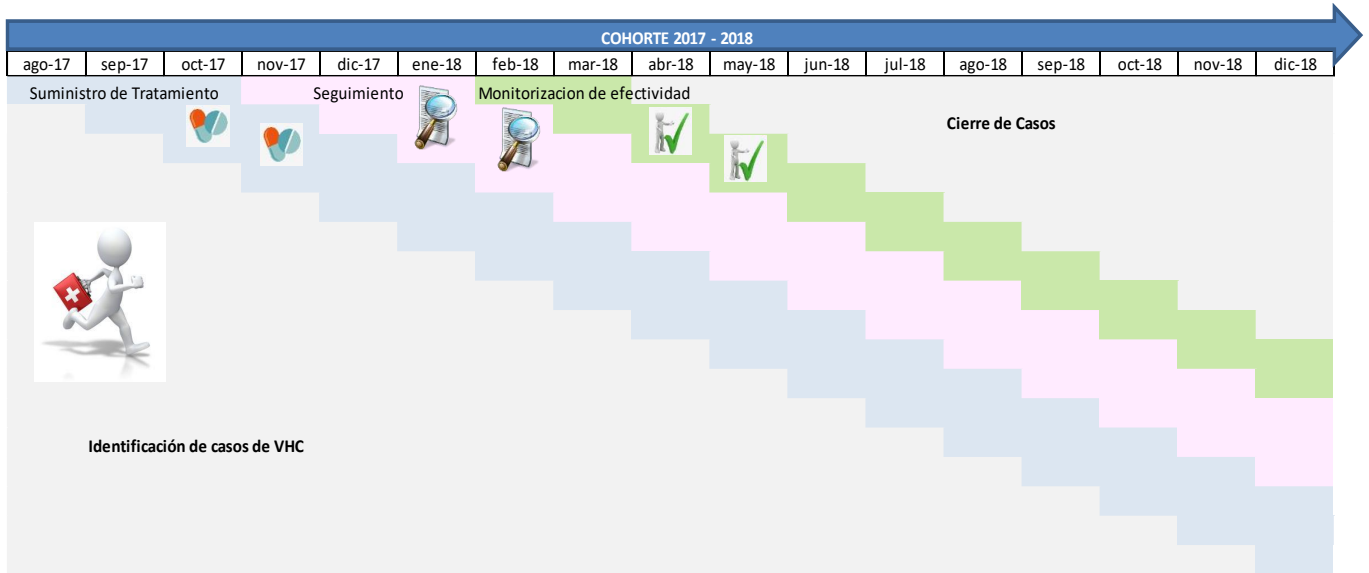 COHORTE 2017 - 2018
ago-17 sep-17 oct-17 nov-17 dic-17 ene-18 feb-18 mar-18 abr-18 may-18 jun-18 jul-18 ago-18 sep-18 oct-18 nov-18 dic-18
Suministro de Tratamiento Seguimiento Monitorizacion de efectividad
Cierre de Casos
Identificación de casos de VHC